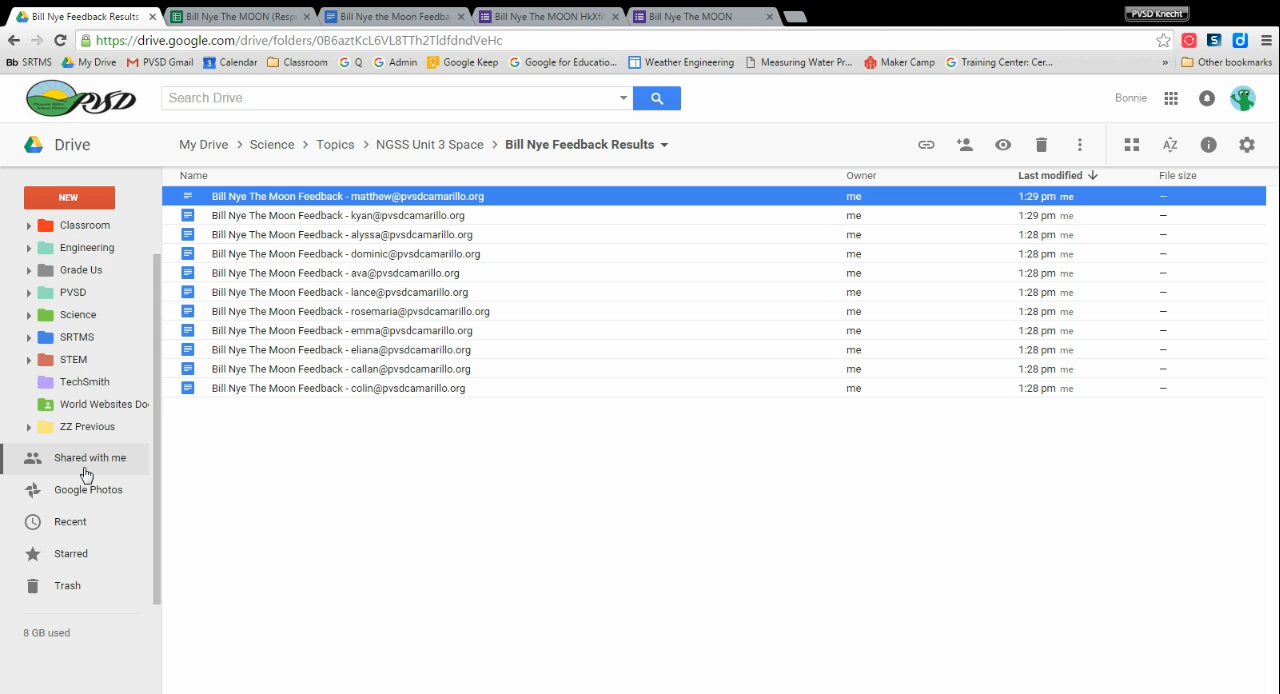 Bill Nye Feedback Results
Bill Nye The MOON (Resp
Bill Nye the Moon Feedba
Bill Nye The MOON HkXfi
Bill Nye The MOON
PVSD Knecht
https://drive.google.com/drive/folders/0B6aztKcL6VL8TTh2TldfdndVeHc
Bb SRTMS My Drive PVSD Gmail Calendar Classroom Q Admin Google Keep Google for Educatio... Weather Engineering Measuring Water Pr... Maker Camp Training Center: Cer... » Other bookmarks
PVSD Search Drive Bonnie
Drive My Drive > Science > Topics > NGSS Unit 3 Space > Bill Nye Feedback Results
NEW
Classroom
Engineering
Grade Us
PVSD
Science
SRTMS
STEM
TechSmith
World Websites Do
ZZ Previous
Shared with me
Google Photos
Recent
Starred
Trash
8 GB used
Name Owner Last modified File size
Bill Nye The Moon Feedback - matthew@pvsdcamarillo.org me 1:29 pm me –
Bill Nye The Moon Feedback - kyan@pvsdcamarillo.org me 1:29 pm me –
Bill Nye The Moon Feedback - alyssa@pvsdcamarillo.org me 1:28 pm me –
Bill Nye The Moon Feedback - dominic@pvsdcamarillo.org me 1:28 pm me –
Bill Nye The Moon Feedback - ava@pvsdcamarillo.org me 1:28 pm me –
Bill Nye The Moon Feedback - lance@pvsdcamarillo.org me 1:28 pm me –
Bill Nye The Moon Feedback - rosemaria@pvsdcamarillo.org me 1:28 pm me –
Bill Nye The Moon Feedback - emma@pvsdcamarillo.org me 1:28 pm me –
Bill Nye The Moon Feedback - eliana@pvsdcamarillo.org me 1:28 pm me –
Bill Nye The Moon Feedback - callan@pvsdcamarillo.org me 1:28 pm me –
Bill Nye The Moon Feedback - colin@pvsdcamarillo.org me 1:28 pm me –